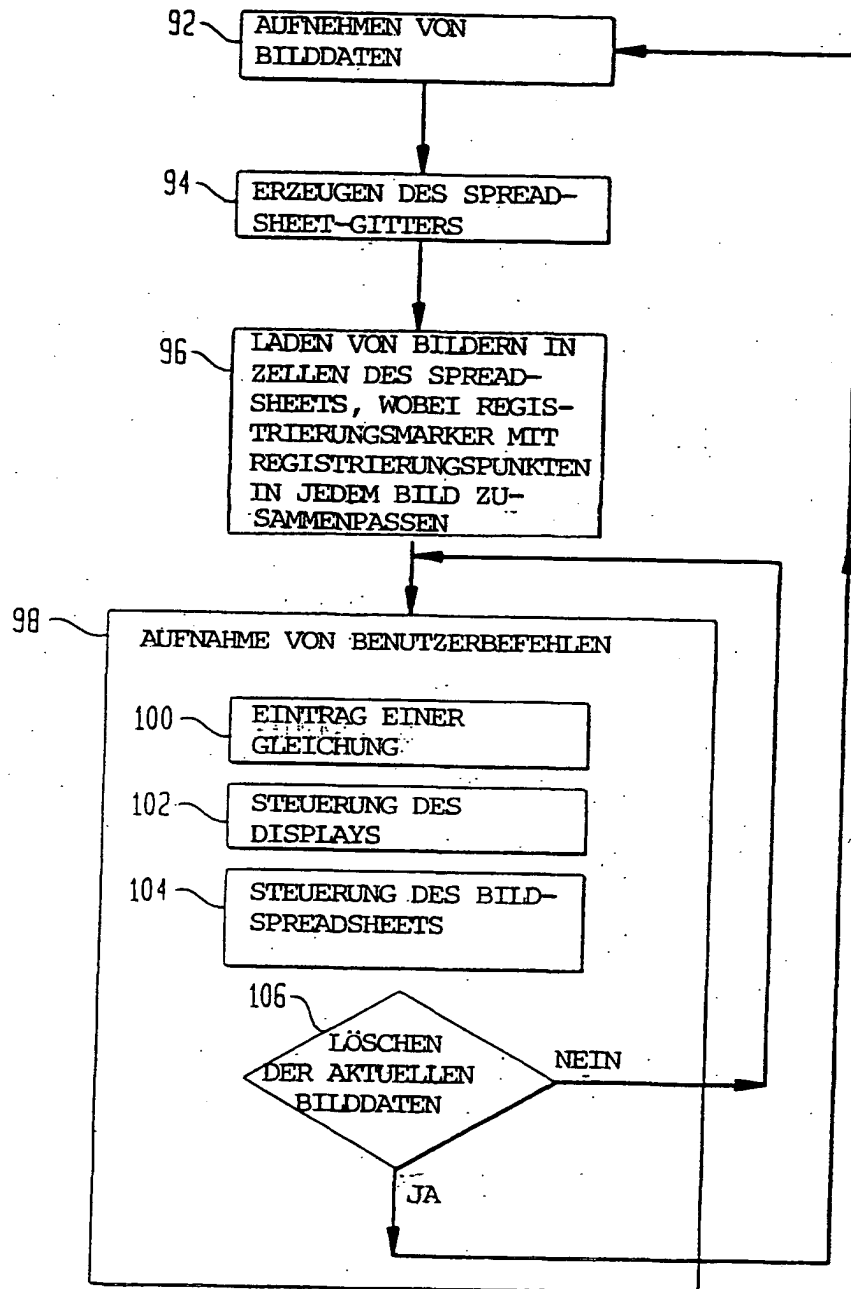 92
AUFNEHMEN VON
BILDDATEN
94
ERZEUGEN DES SPREAD-
SHEET-GITTERS
96
LADEN VON BILDERN IN
ZELLEN DES SPREAD-
SHEETS, WOBEI REGIS-
TRIERUNGSMARKER MIT
REGISTRIERUNGSPUNKTEN
IN JEDEM BILD ZU-
SAMMENPASSEN
98
AUFNAHME VON BENUTZERBEFEHLEN
100
EINTRAG EINER
GLEICHUNG
102
STEUERUNG DES
DISPLAYS
104
STEUERUNG DES BILD-
SPREADSHEETS
106
LÖSCHEN
DER AKTUELLEN
BILDDATEN
NEIN
JA